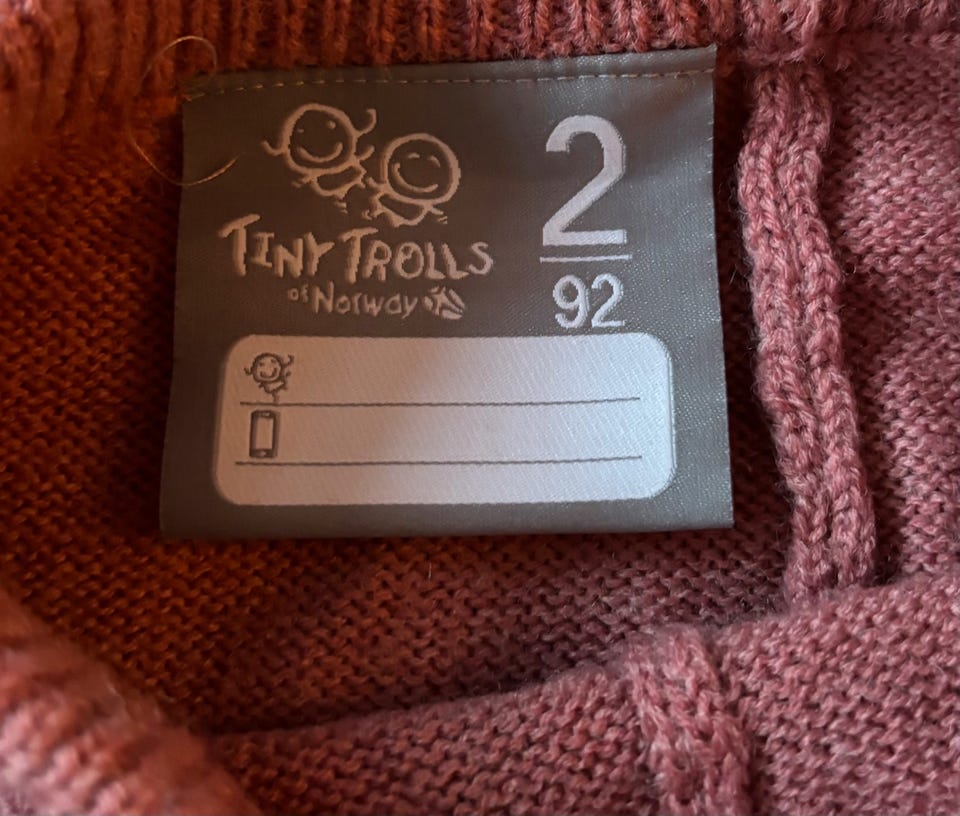 TINY TROLLS
of Norway
2
92